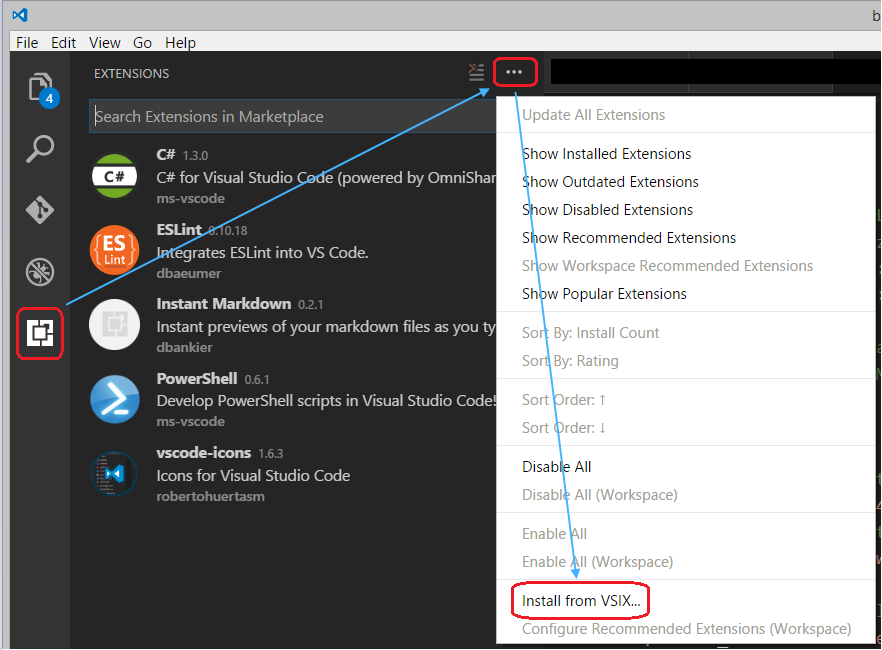 b
File Edit View Go Help
EXTENSIONS
4
Search Extensions in Marketplace
C# 1.3.0
C#
C# for Visual Studio Code (powered by OmniShar
ms-vscode
ESLint 0.10.18
ES
Lint
Integrates ESLint into VS Code.
dbaeumer
Instant Markdown 0.2.1
Instant previews of your markdown files as you ty
dbankier
PowerShell 0.6.1
Develop PowerShell scripts in Visual Studio Code!
ms-vscode
vscode-icons 1.6.3
Icons for Visual Studio Code
robertohuertasm
Update All Extensions
Show Installed Extensions
Show Outdated Extensions
Show Disabled Extensions
Show Recommended Extensions
Show Workspace Recommended Extensions
Show Popular Extensions
Sort By: Install Count
Sort By: Rating
Sort Order: ↑
Sort Order: ↓
Disable All
Disable All (Workspace)
Enable All
Enable All (Workspace)
Install from VSIX...
Configure Recommended Extensions (Workspace)